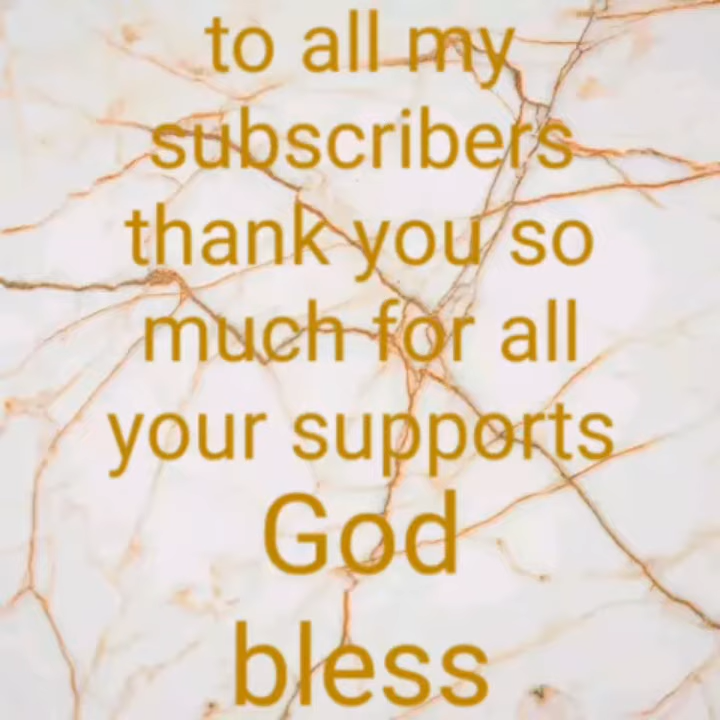 to all my
subscribers
thank you so
much for all
your supports
God
bless